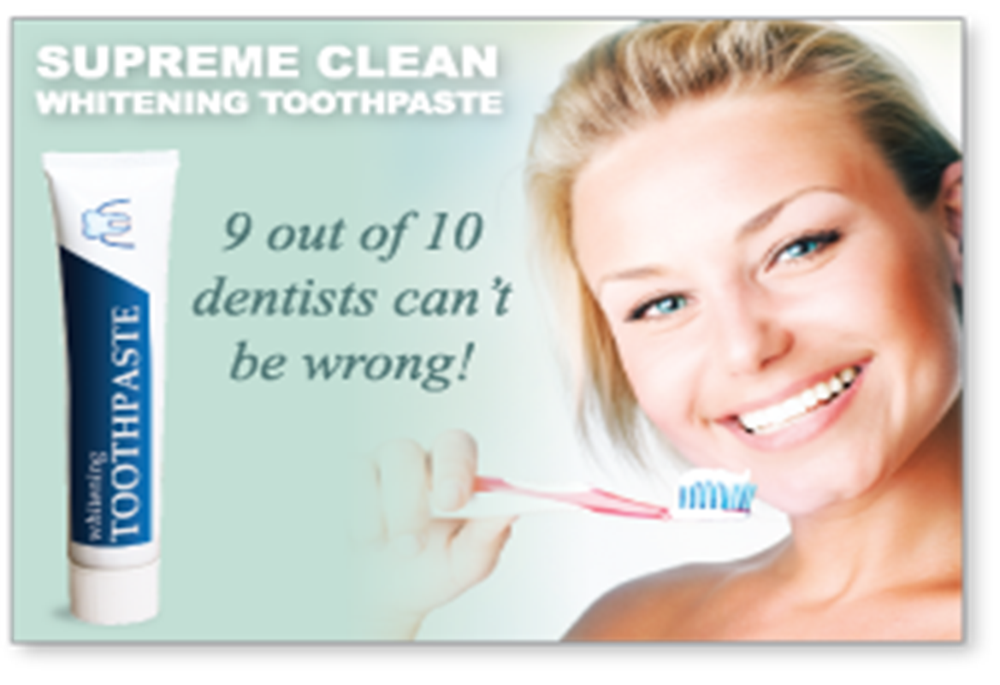 SUPREME CLEAN
WHITENING TOOTHPASTE
9 out of 10
dentists can't
be wrong!
whitening
TOOTHPASTE